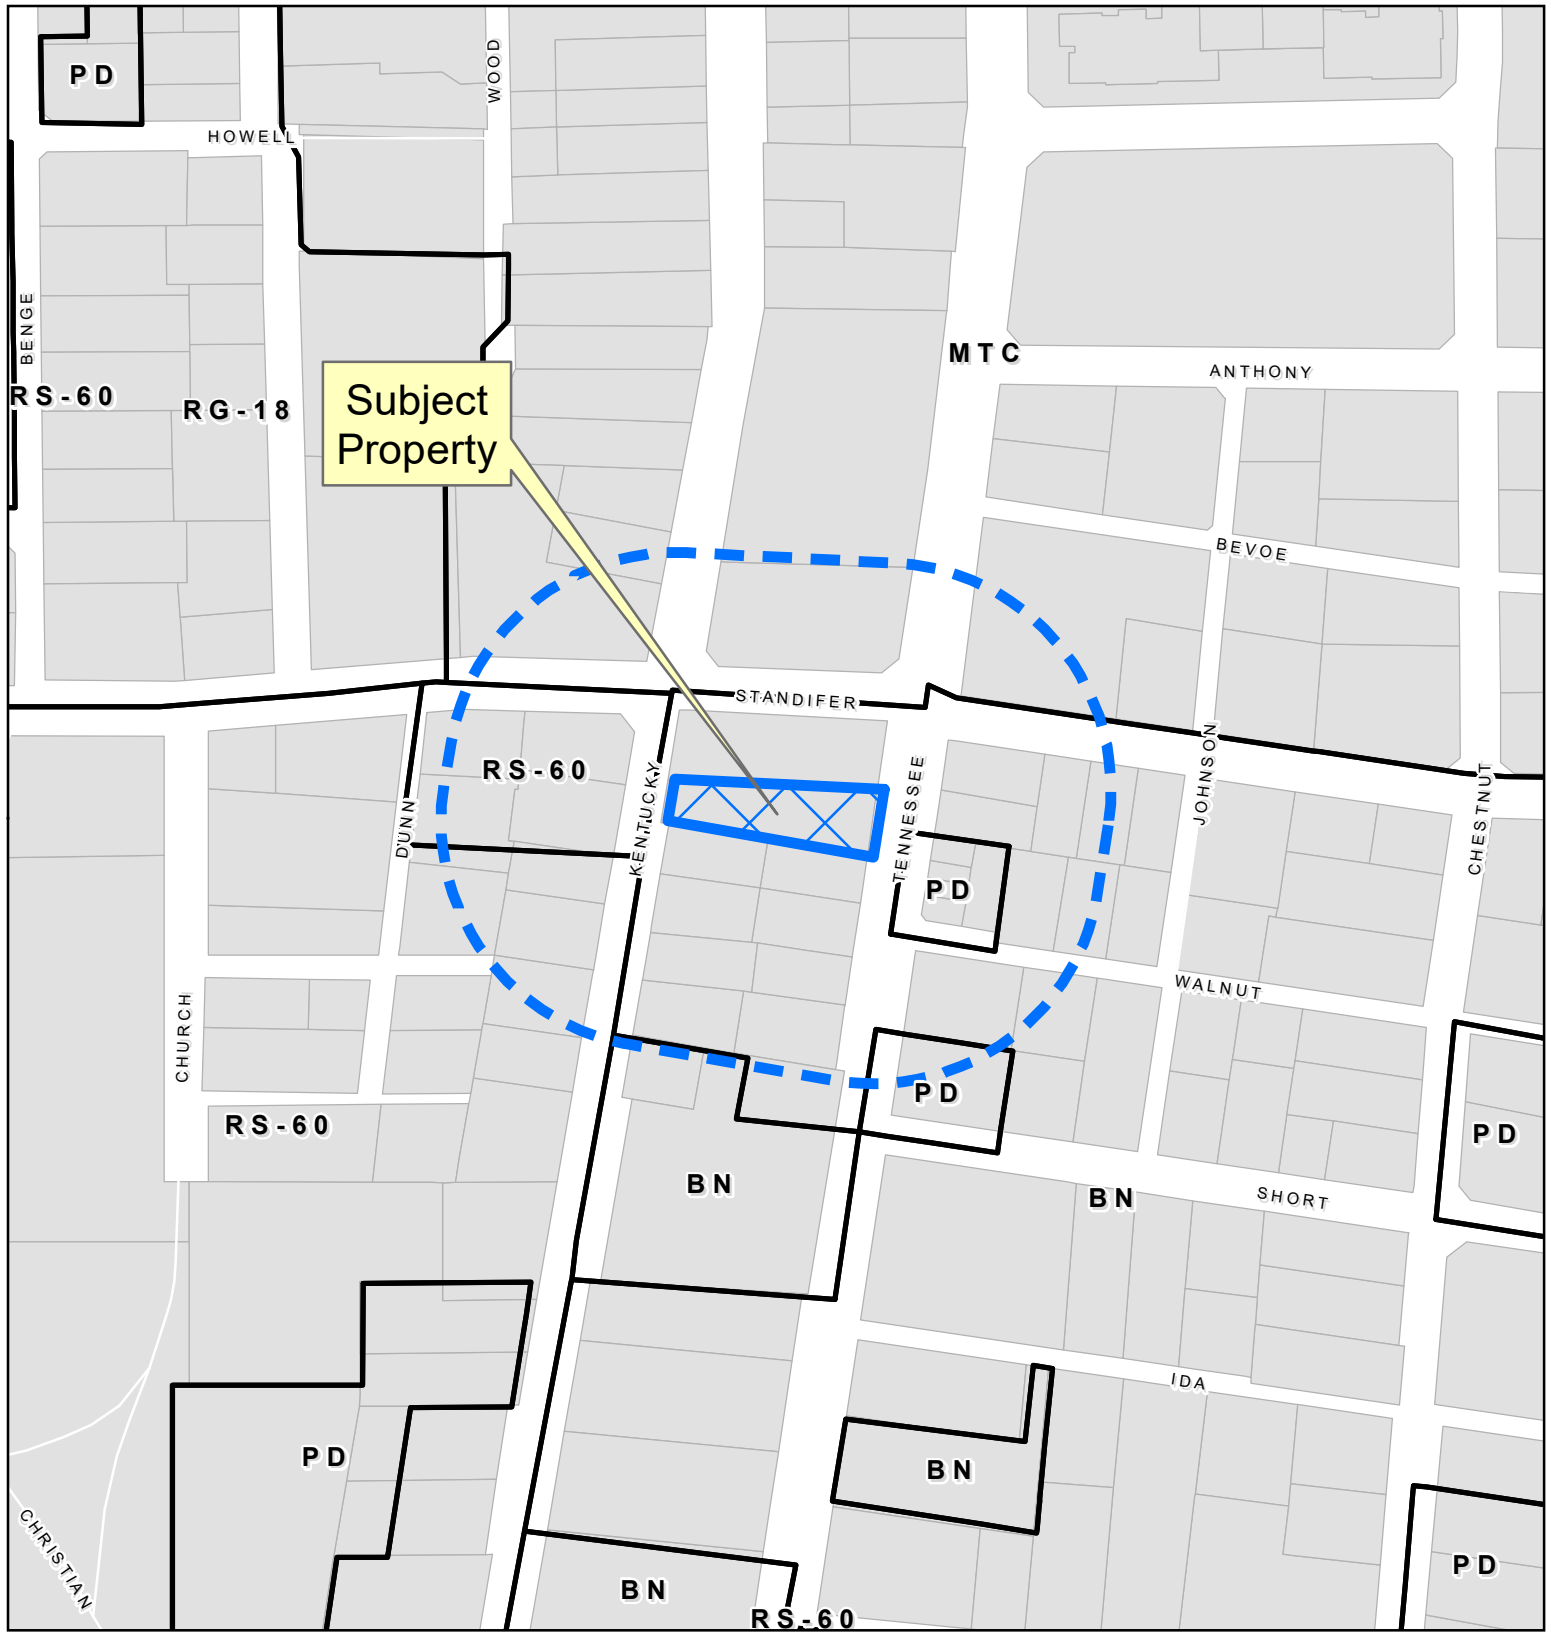 PD
WOOD
HOWELL
BENGE
MTC
ANTHONY
RS-60
RG-18
Subject
Property
BEVOE
STANDIFER
RS-60
KENTUCKY
DUNN
TENNESSEE
JOHNSON
CHESTNUT
PD
WALNUT
CHURCH
PD
RS-60
PD
BN
BN
SHORT
IDA
PD
BN
CHRISTIAN
BN
PD
RS-60